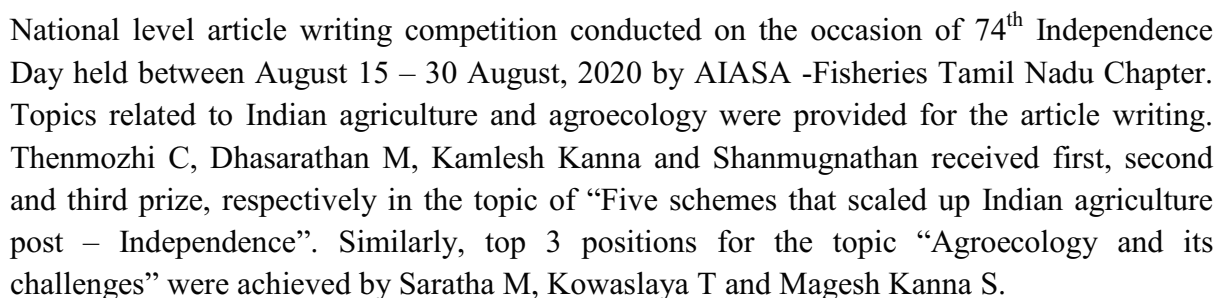 National level article writing competition conducted on the occasion of 74th Independence
Day held between August 15 – 30 August, 2020 by AIASA -Fisheries Tamil Nadu Chapter.
Topics related to Indian agriculture and agroecology were provided for the article writing.
Thenmozhi C, Dhasarathan M, Kamlesh Kanna and Shanmugnathan received first, second
and third prize, respectively in the topic of “Five schemes that scaled up Indian agriculture
post – Independence”. Similarly, top 3 positions for the topic “Agroecology and its
challenges” were achieved by Saratha M, Kowaslaya T and Magesh Kanna S.